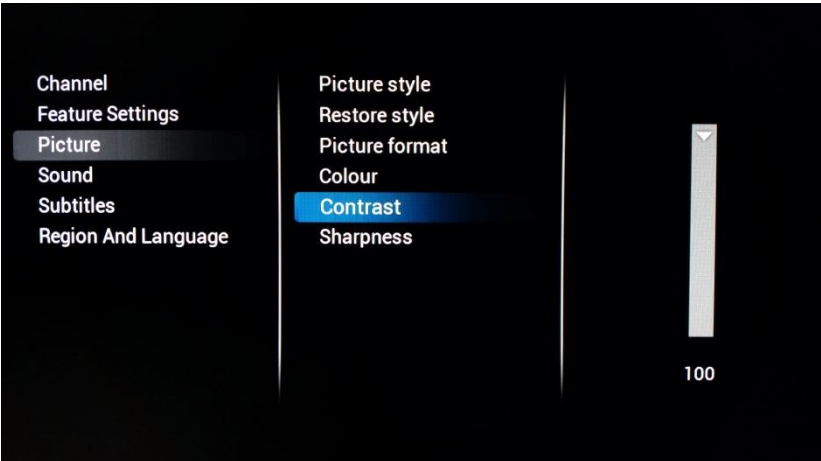 Channel
Feature Settings
Picture
Sound
Subtitles
Region And Language
Picture style
Restore style
Picture format
Colour
Contrast
Sharpness
100